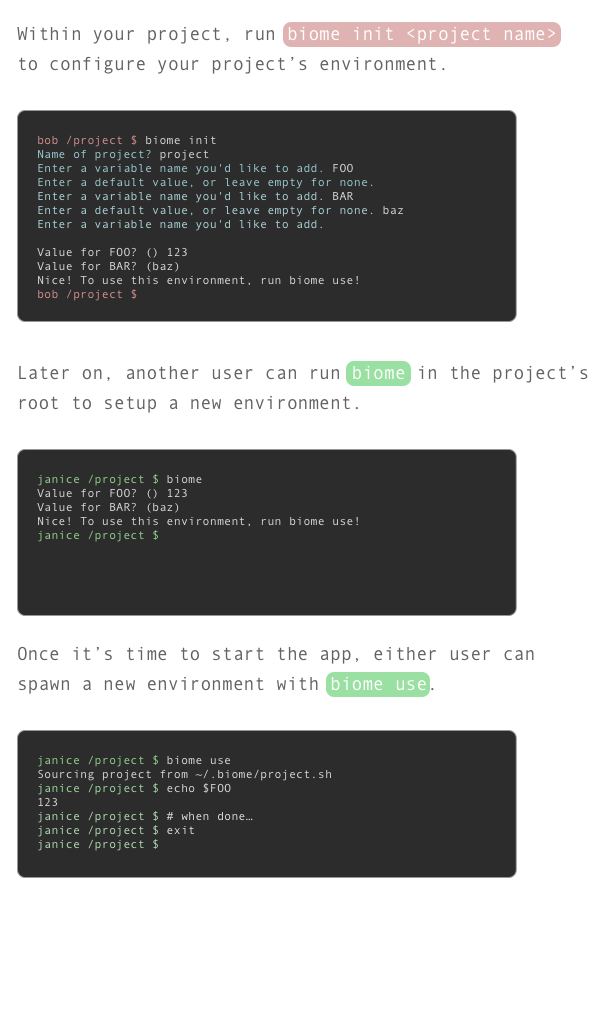 Within your project, run biome init <project name>
to configure your project’s environment.
bob /project $ biome init
Name of project? project
Enter a variable name you'd like to add. FOO
Enter a default value, or leave empty for none.
Enter a variable name you'd like to add. BAR
Enter a default value, or leave empty for none. baz
Enter a variable name you'd like to add.
Value for FOO? () 123
Value for BAR? (baz)
Nice! To use this environment, run biome use!
bob /project $
Later on, another user can run biome in the project’s
root to setup a new environment.
janice /project $ biome
Value for FOO? () 123
Value for BAR? (baz)
Nice! To use this environment, run biome use!
janice /project $
Once it’s time to start the app, either user can
spawn a new environment with biome use.
janice /project $ biome use
Sourcing project from ~/.biome/project.sh
janice /project $ echo $FOO
123
janice /project $ # when done…
janice /project $ exit
janice /project $